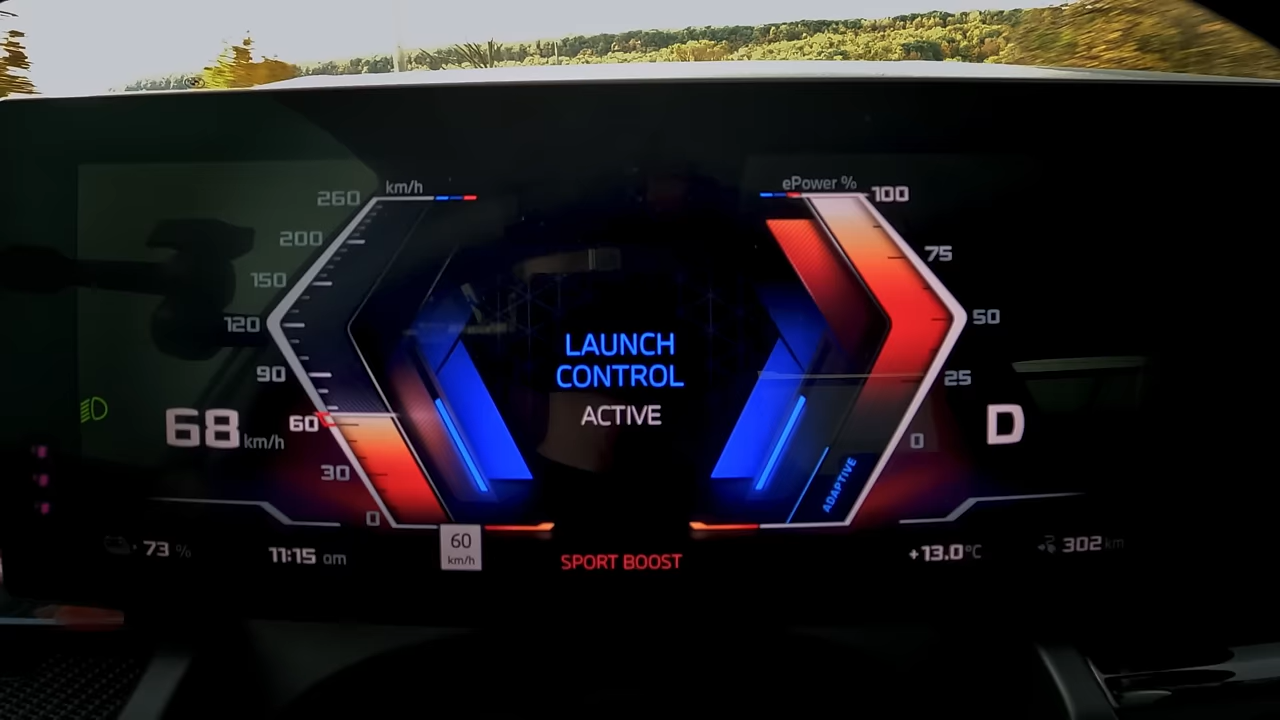 km/h
260
200
150
120
90
60
30
0
68 km/h
ePower %
100
75
50
25
0
D
LAUNCH
CONTROL
ACTIVE
ADAPTIVE
73 %
11:15 am
60
km/h
SPORT BOOST
+13.0°C
302 km